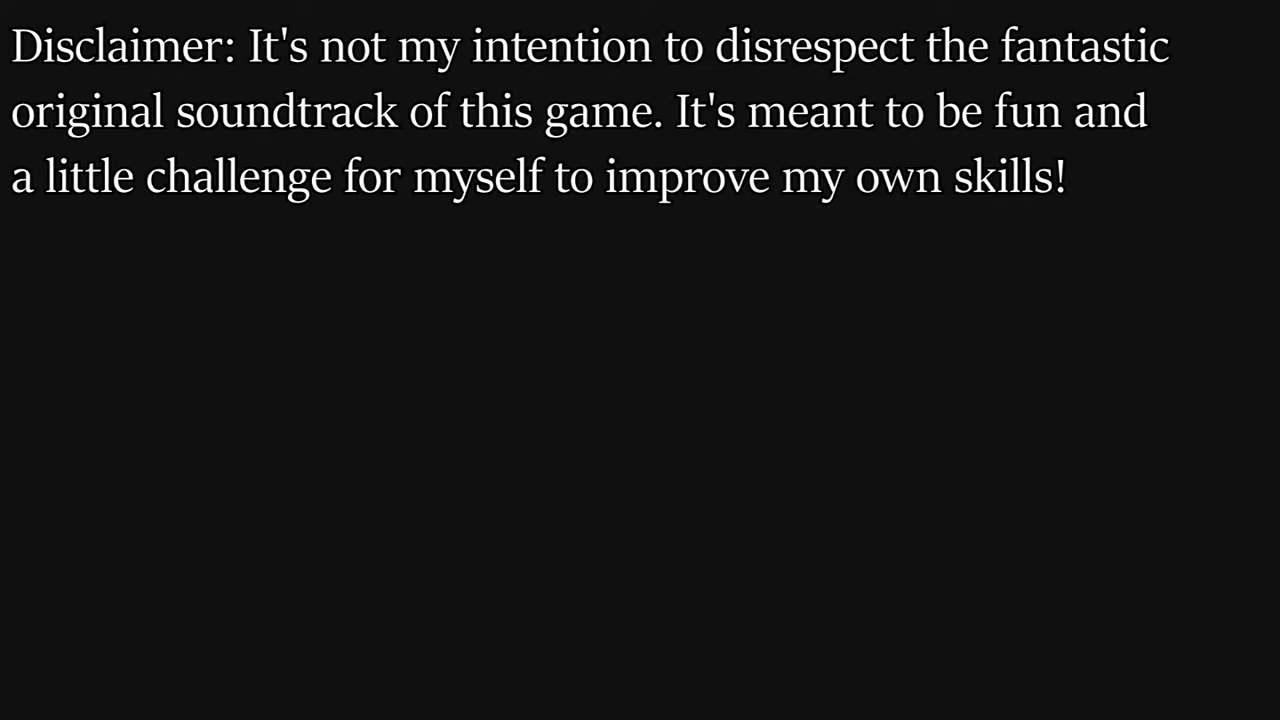 Disclaimer: It's not my intention to disrespect the fantastic
original soundtrack of this game. It's meant to be fun and
a little challenge for myself to improve my own skills!